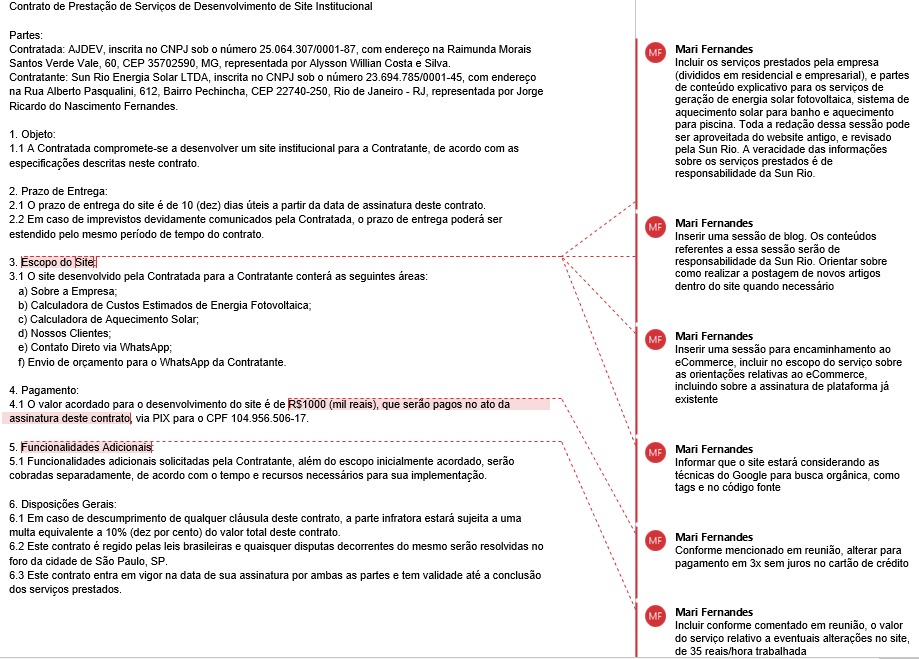 Contrato de Prestação de Serviços de Desenvolvimento de Site Institucional
Partes:
Contratada: AJDEV, inscrita no CNPJ sob o número 25.064.307/0001-87, com endereço na Raimunda Morais
Santos Verde Vale, 60, CEP 35702590, MG, representada por Alysson Willian Costa e Silva.
Contratante: Sun Rio Energia Solar LTDA, inscrita no CNPJ sob o número 23.694.785/0001-45, com endereço
na Rua Alberto Pasqualini, 612, Bairro Pechincha, CEP 22740-250, Rio de Janeiro - RJ, representada por Jorge
Ricardo do Nascimento Fernandes.
1. Objeto:
1.1 A Contratada compromete-se a desenvolver um site institucional para a Contratante, de acordo com as
especificações descritas neste contrato.
2. Prazo de Entrega:
2.1 O prazo de entrega do site é de 10 (dez) dias úteis a partir da data de assinatura deste contrato.
2.2 Em caso de imprevistos devidamente comunicados pela Contratada, o prazo de entrega poderá ser
estendido pelo mesmo período de tempo do contrato.
3. Escopo do Site:
3.1 O site desenvolvido pela Contratada para a Contratante conterá as seguintes áreas:
a) Sobre a Empresa;
b) Calculadora de Custos Estimados de Energia Fotovoltaica;
c) Calculadora de Aquecimento Solar;
d) Nossos Clientes;
e) Contato Direto via WhatsApp;
f) Envio de orçamento para o WhatsApp da Contratante.
4. Pagamento:
4.1 O valor acordado para o desenvolvimento do site é de R$1000 (mil reais), que serão pagos no ato da
assinatura deste contrato, via PIX para o CPF 104.956.506-17.
5. Funcionalidades Adicionais:
5.1 Funcionalidades adicionais solicitadas pela Contratante, além do escopo inicialmente acordado, serão
cobradas separadamente, de acordo com o tempo e recursos necessários para sua implementação.
6. Disposições Gerais:
6.1 Em caso de descumprimento de qualquer cláusula deste contrato, a parte infratora estará sujeita a uma
multa equivalente a 10% (dez por cento) do valor total deste contrato.
6.2 Este contrato é regido pelas leis brasileiras e quaisquer disputas decorrentes do mesmo serão resolvidas no
foro da cidade de São Paulo, SP.
6.3 Este contrato entra em vigor na data de sua assinatura por ambas as partes e tem validade até a conclusão
dos serviços prestados.
MF Mari Fernandes
Incluir os serviços prestados pela empresa
(divididos em residencial e empresarial), e partes
de conteúdo explicativo para os serviços de
geração de energia solar fotovoltaica, sistema de
aquecimento solar para banho e aquecimento
para piscina. Toda a redação dessa sessão pode
ser aproveitada do website antigo, e revisado
pela Sun Rio. A veracidade das informações
sobre os serviços prestados é de
responsabilidade da Sun Rio.
MF Mari Fernandes
Inserir uma sessão de blog. Os conteúdos
referentes a essa sessão serão de
responsabilidade da Sun Rio. Orientar sobre
como realizar a postagem de novos artigos
dentro do site quando necessário
MF Mari Fernandes
Inserir uma sessão para encaminhamento ao
eCommerce, incluir no escopo do serviço sobre
as orientações relativas ao eCommerce,
incluindo sobre a assinatura de plataforma já
existente
MF Mari Fernandes
Informar que o site estará considerando as
técnicas do Google para busca orgânica, como
tags e no código fonte
MF Mari Fernandes
Conforme mencionado em reunião, alterar para
pagamento em 3x sem juros no cartão de crédito
MF Mari Fernandes
Incluir conforme comentado em reunião, o valor
do serviço relativo a eventuais alterações no site,
de 35 reais/hora trabalhada